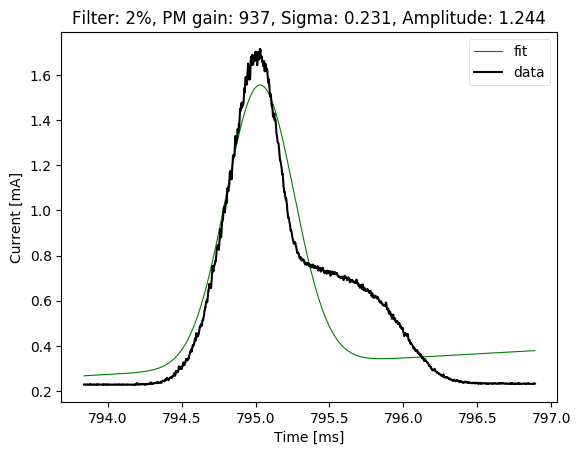 Filter: 2%, PM gain: 937, Sigma: 0.231, Amplitude: 1.244
fit
data
1.6
1.4
1.2
1.0
0.8
0.6
0.4
0.2
Current [mA]
794.0 794.5 795.0 795.5 796.0 796.5 797.0
Time [ms]